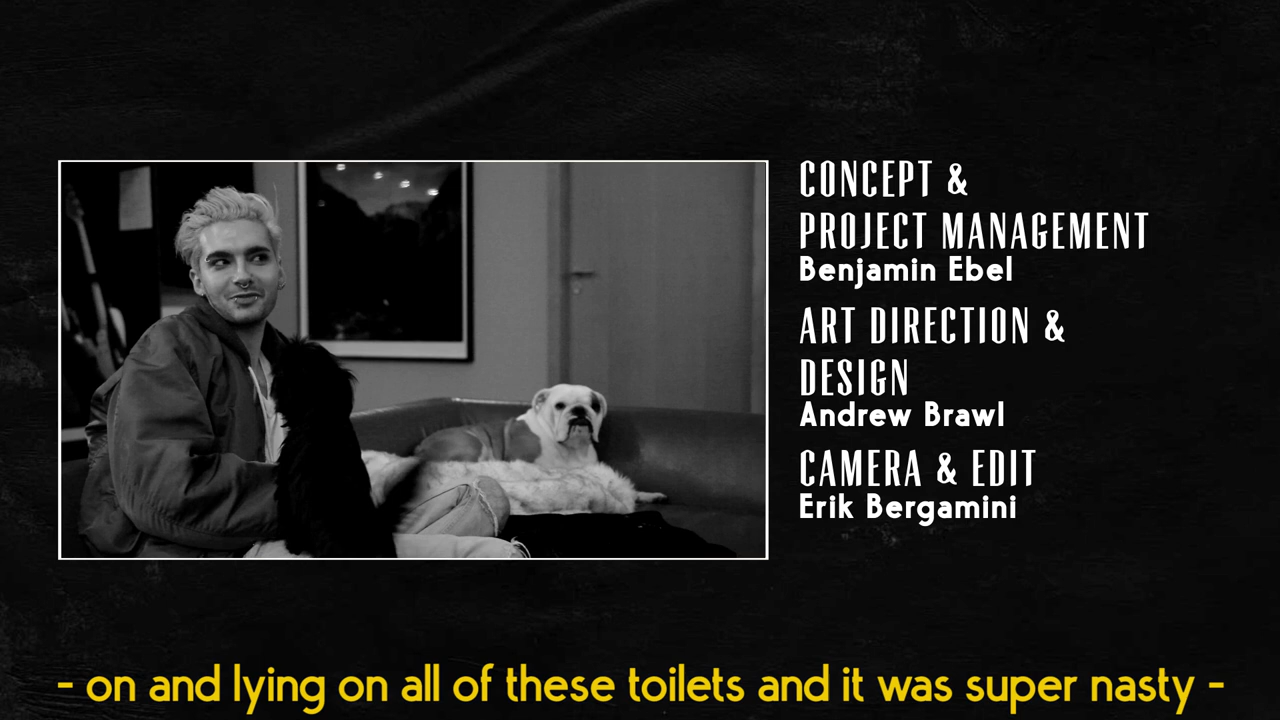 CONCEPT &
PROJECT MANAGEMENT
Benjamin Ebel
ART DIRECTION &
DESIGN
Andrew Brawl
CAMERA & EDIT
Erik Bergamini
- on and lying on all of these toilets and it was super nasty -